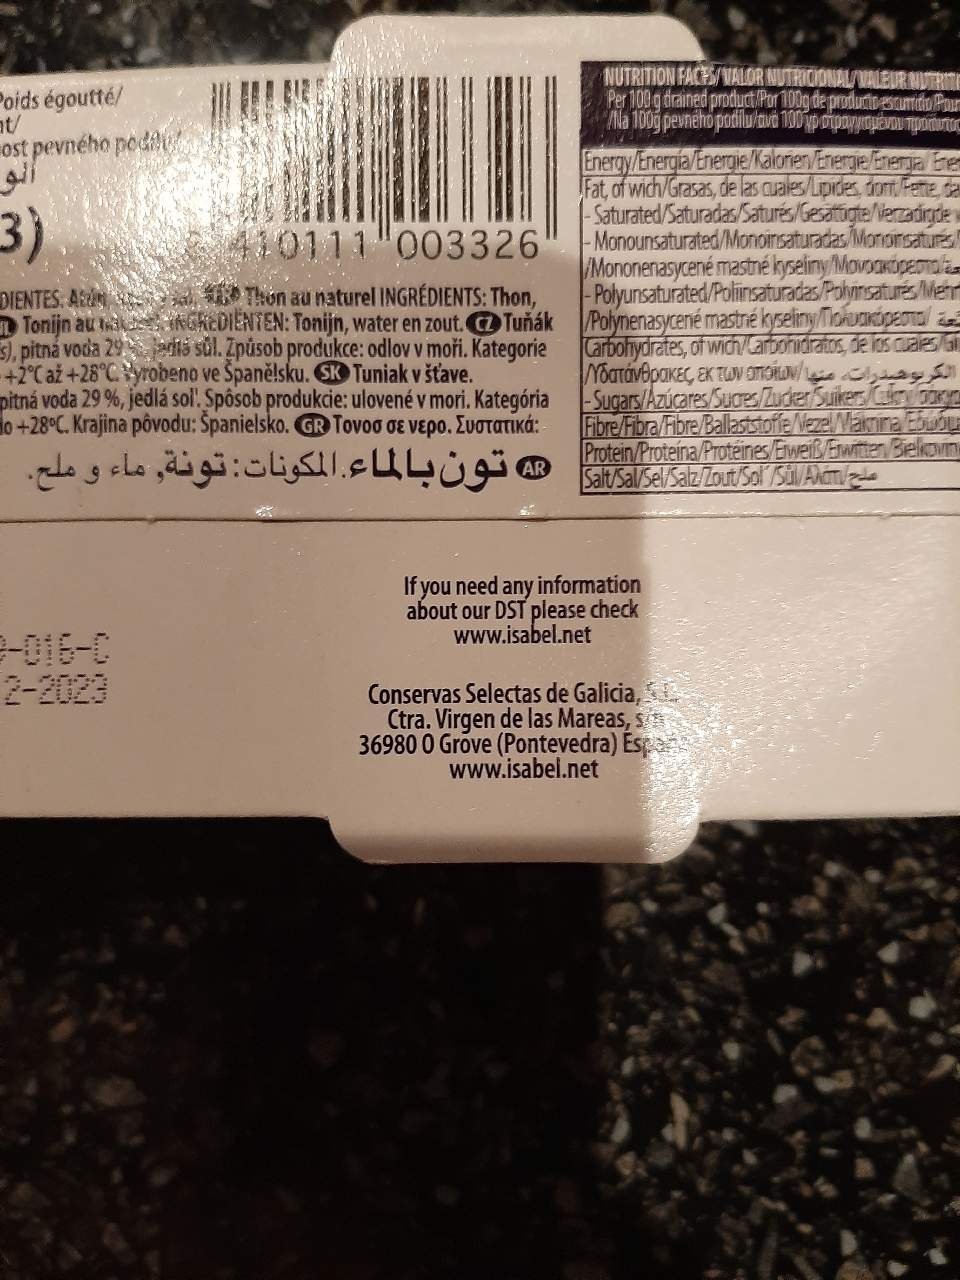 Poids égoutté/
nt/
ost pevného podílu/
الو
3)
410111 003326
DIENTES: Atún, Thon au naturel INGRÉDIENTS: Thon,
Tonijn au INGREDIËNTEN: Tonijn, water en zout. CZ Tuňák
s), pitná voda 29 jedlá sůl. Způsob produkce: odlov v moři. Kategorie
+2°C až +28°C. Vyrobeno ve Španělsku. SK Tuniak v šťave.
pitná voda 29 %, jedlá soľ. Spôsob produkcie: ulovené v mori. Kategória
do +28°C. Krajina pôvodu: Španielsko. GR Τονοσ σε νερο. Συστατικά:
AR تون بالماء. المكونات: تونة, ماء و ملح.
NUTRITION FACTS/VALOR NUTRICIONAL/VALEUR
Per 100 g drained product/Por 100g de producto escurrido/Pour
/Na 100g pevného podílu/ανά 100 γρ
Energy/Energía/Énergie/Kalorien/Energie/Energia/
Fat, of wich/Grasas, de las cuales/Lipides, dont/Fette,
- Saturated/Saturadas/Saturés/Gesättigte/Verzadigde
- Monounsaturated/Monoinsaturadas/Monoinsaturés
/Mononenasycené mastné kyseliny/Μονοακόρεστα/
- Polyunsaturated/Poliinsaturadas/Polyinsaturés/
/Polynenasycené mastné kyseliny/Πολυακόρεστα/
Carbohydrates, of wich/Carbohidratos, de los cuales/
/Υδατάνθρακες, εκ των οποίων/ الكربوهيدرات، منها
- Sugars/Azúcares/Sucres/Zucker/Suikers/Cukry
Fibre/Fibra/Fibre/Ballaststoffe/Vezel/Vláknina/
Protein/Proteína/Protéines/Eiweiß/Eiwitten/Bielkoviny
Salt/Sal/Sel/Salz/Zout/Soľ/Sůl/Αλάτι/ملح
If you need any information
about our DST please check
www.isabel.net
-016-C
2-2023
Conservas Selectas de Galicia, S.L.
Ctra. Virgen de las Mareas, s/n
36980 O Grove (Pontevedra) España
www.isabel.net